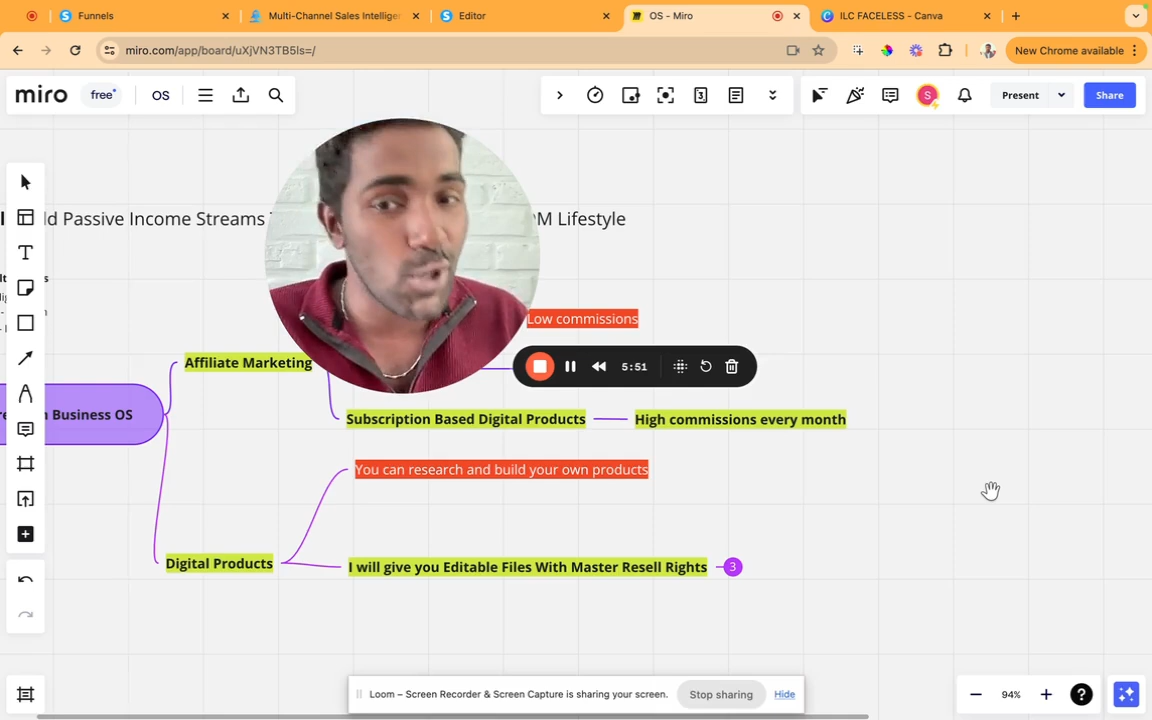 Funnels
Multi-Channel Sales Intelliger
Editor
OS - Miro
ILC FACELESS - Canva
miro.com/app/board/uXjVN3TB5Is=/
New Chrome available
miro
free
OS
3
S
Present
Share
ld Passive Income Streams
M Lifestyle
Low commissions
Affiliate Marketing
5:51
n Business OS
Subscription Based Digital Products
High commissions every month
You can research and build your own products
Digital Products
I will give you Editable Files With Master Resell Rights
3
Loom – Screen Recorder & Screen Capture is sharing your screen.
Stop sharing
Hide
94%